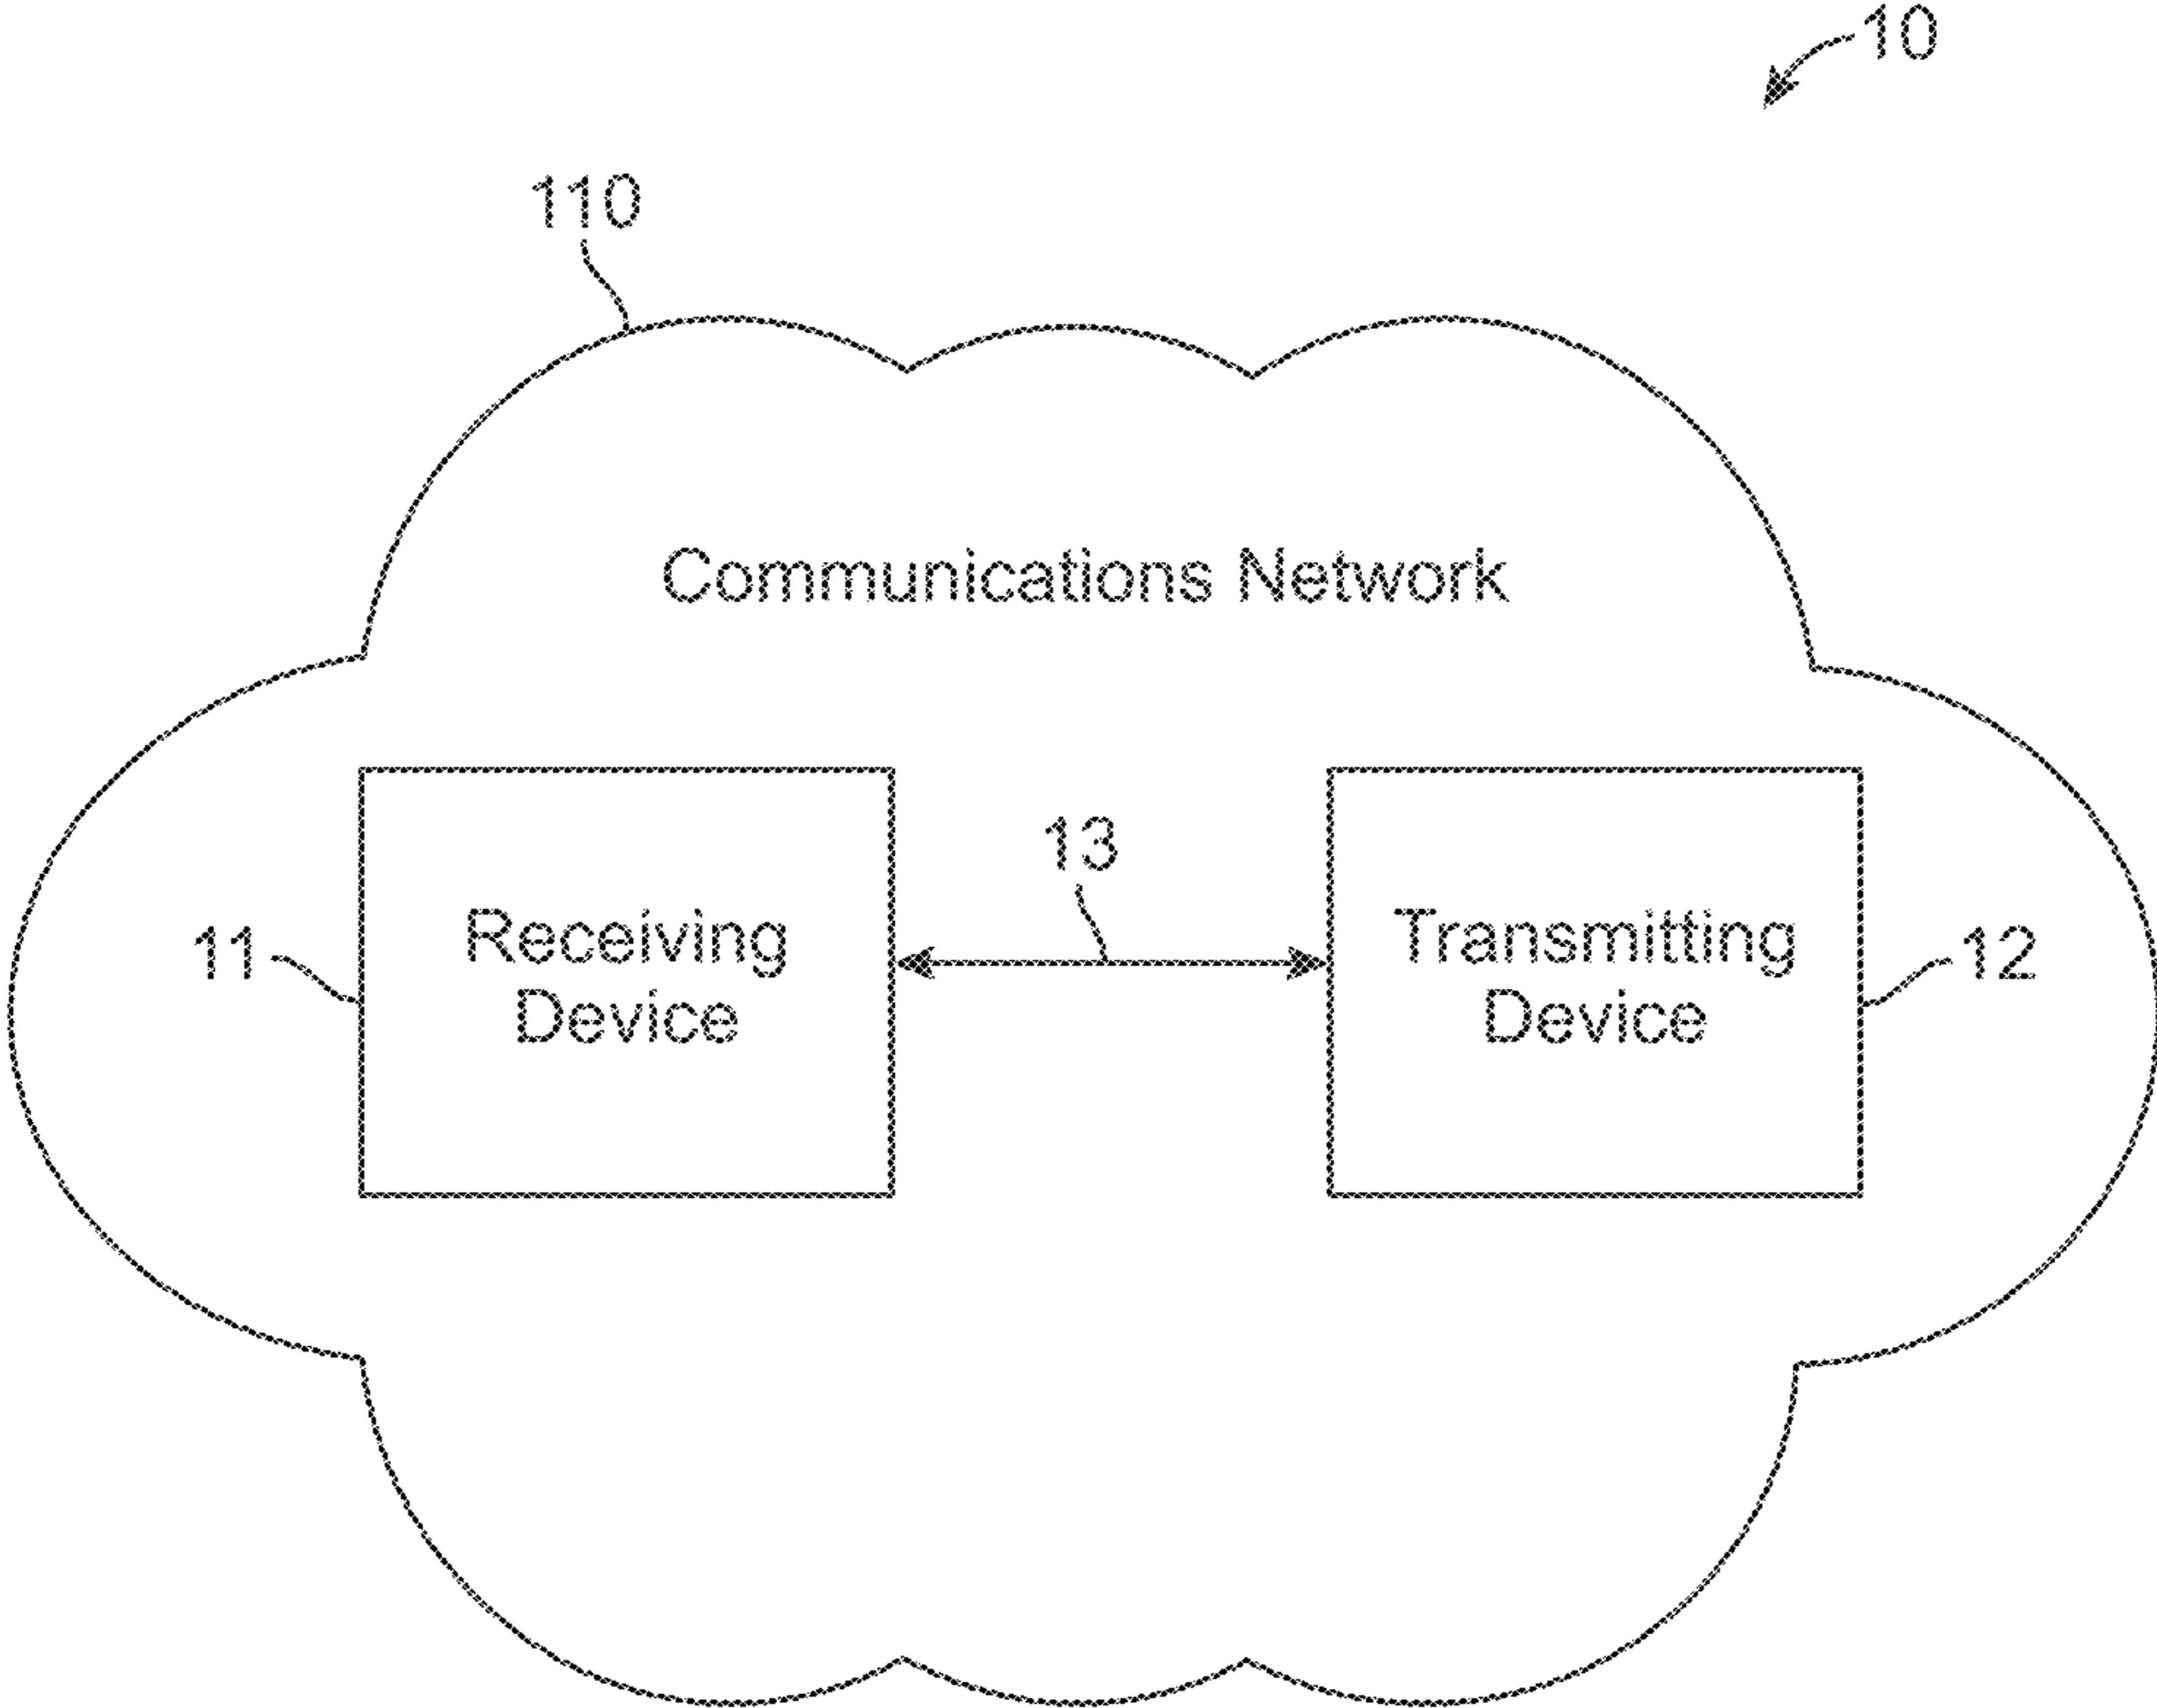 10
110
Communications Network
13
11
Receiving
Device
Transmitting
Device
12